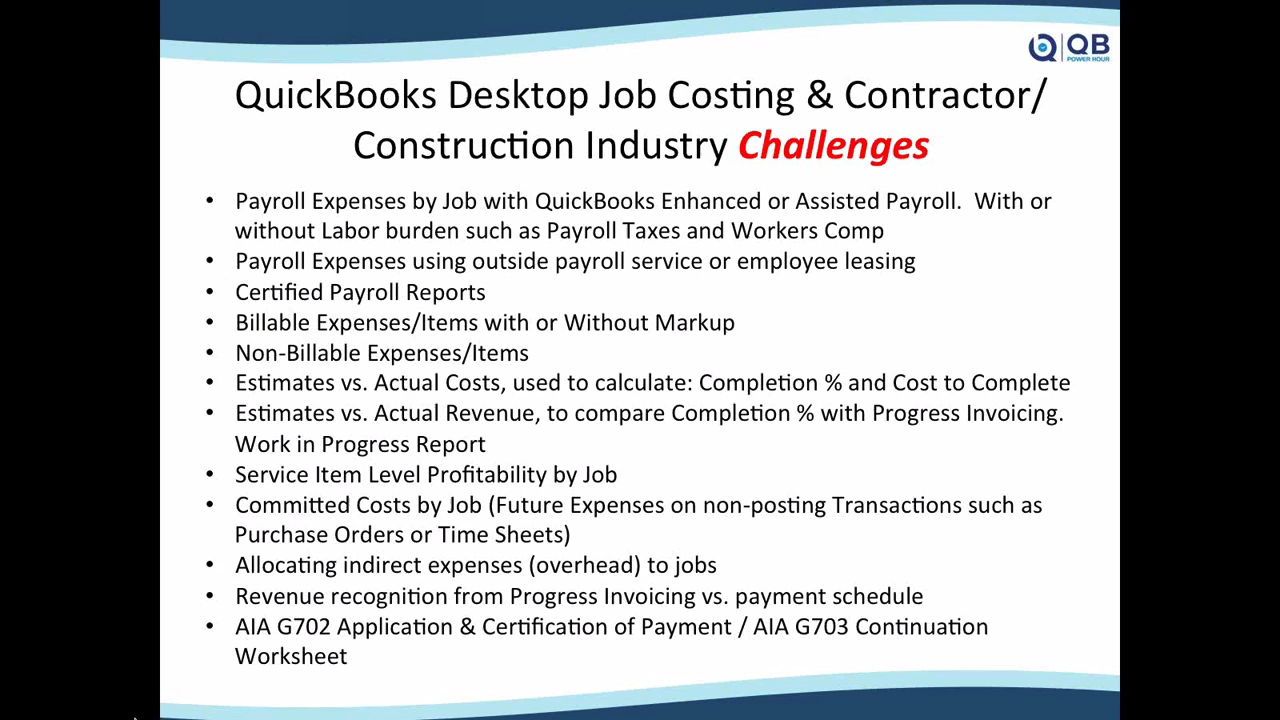 QB
POWER HOUR
QuickBooks Desktop Job Costing & Contractor/
Construction Industry Challenges
• Payroll Expenses by Job with QuickBooks Enhanced or Assisted Payroll.  With or
without Labor burden such as Payroll Taxes and Workers Comp
• Payroll Expenses using outside payroll service or employee leasing
• Certified Payroll Reports
• Billable Expenses/Items with or Without Markup
• Non-Billable Expenses/Items
• Estimates vs. Actual Costs, used to calculate: Completion % and Cost to Complete
• Estimates vs. Actual Revenue, to compare Completion % with Progress Invoicing.
Work in Progress Report
• Service Item Level Profitability by Job
• Committed Costs by Job (Future Expenses on non-posting Transactions such as
Purchase Orders or Time Sheets)
• Allocating indirect expenses (overhead) to jobs
• Revenue recognition from Progress Invoicing vs. payment schedule
• AIA G702 Application & Certification of Payment / AIA G703 Continuation
Worksheet